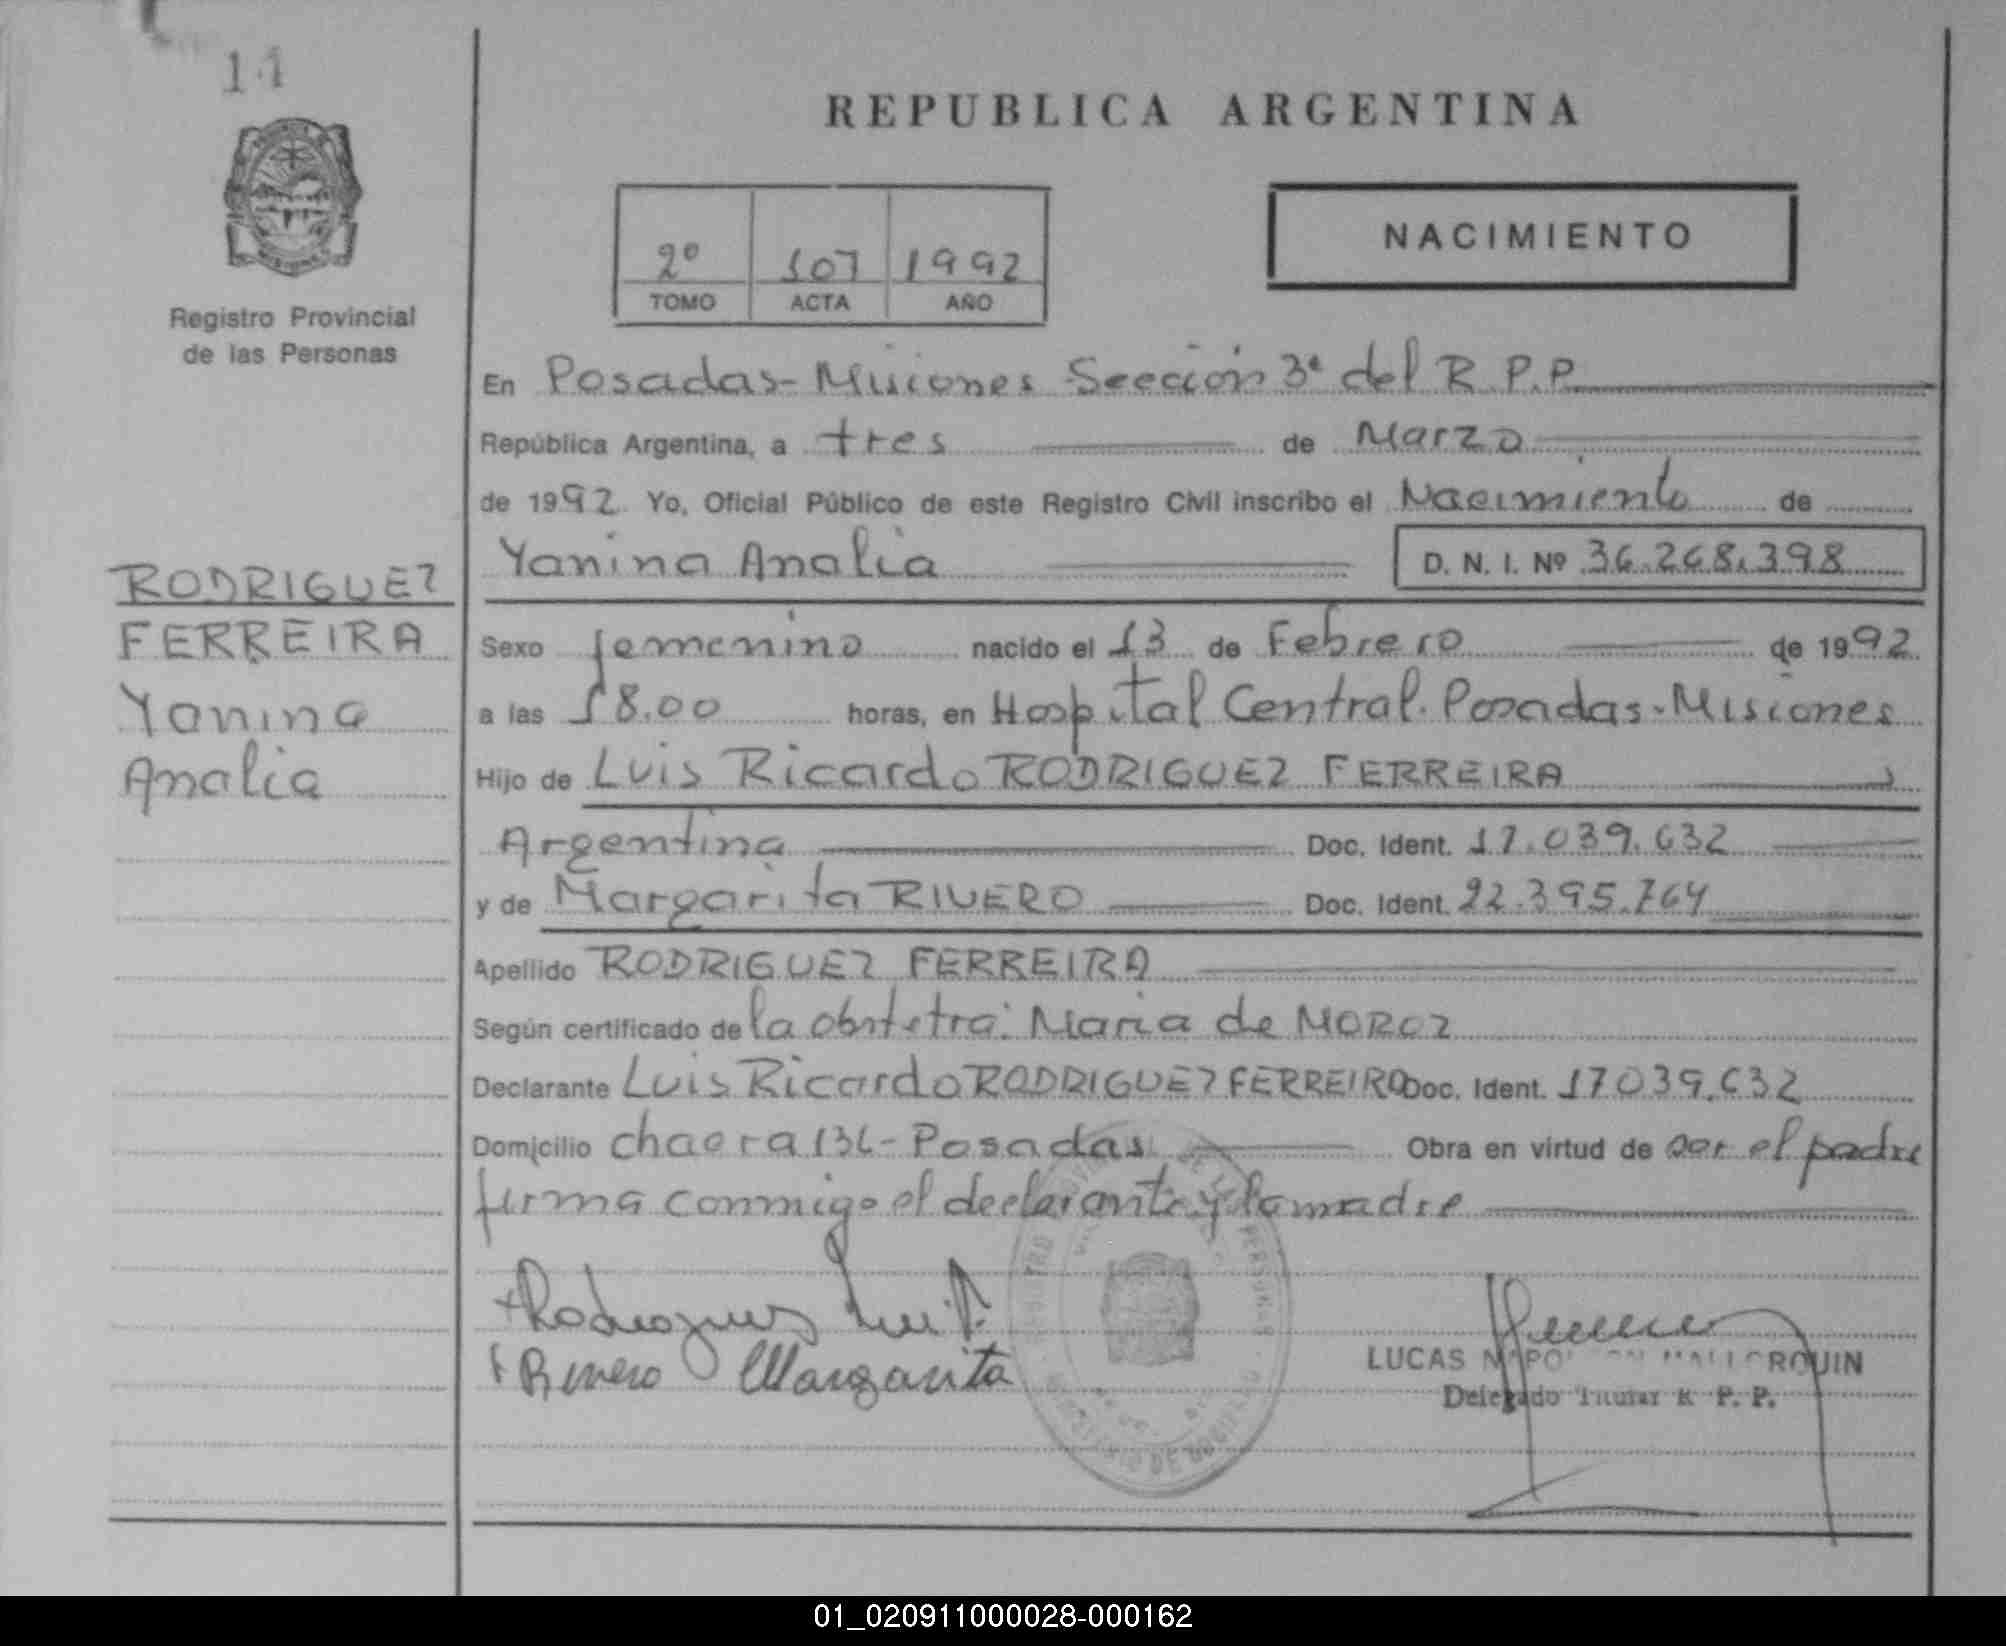 14
REPUBLICA ARGENTINA
NACIMIENTO
2º 107 1992
TOMO ACTA AÑO
Registro Provincial
de las Personas
En Posadas-Misiones Sección 3ª del R.P.P.
República Argentina, a tres de Marzo
de 1992 Yo, Oficial Público de este Registro Civil inscribo el Nacimiento de
Yanina Analia D. N. I. Nº 36.268.398
RODRIGUEZ
FERREIRA
Yanina
Analia
Sexo femenino nacido el 13 de Febrero de 1992
a las 18.00 horas, en Hospital Central. Posadas-Misiones
Hijo de Luis Ricardo RODRIGUEZ FERREIRA
Argentina Doc. Ident. 17.039.632
y de Margarita RIVERO Doc. Ident. 22.395.764
Apellido RODRIGUEZ FERREIRA
Según certificado de la obstetra: Maria de MOROZ
Declarante Luis Ricardo RODRIGUEZ FERREIRO Doc. Ident. 17039.632
Domicilio chacra 136-Posadas Obra en virtud de ser el padre
firma conmigo el declarante y la madre
Rodriguez Luis R.
Rivero Margarita
LUCAS NAPOLEON MALLORQUIN
Delegado Titular R. P. P.
01_020911000028-000162